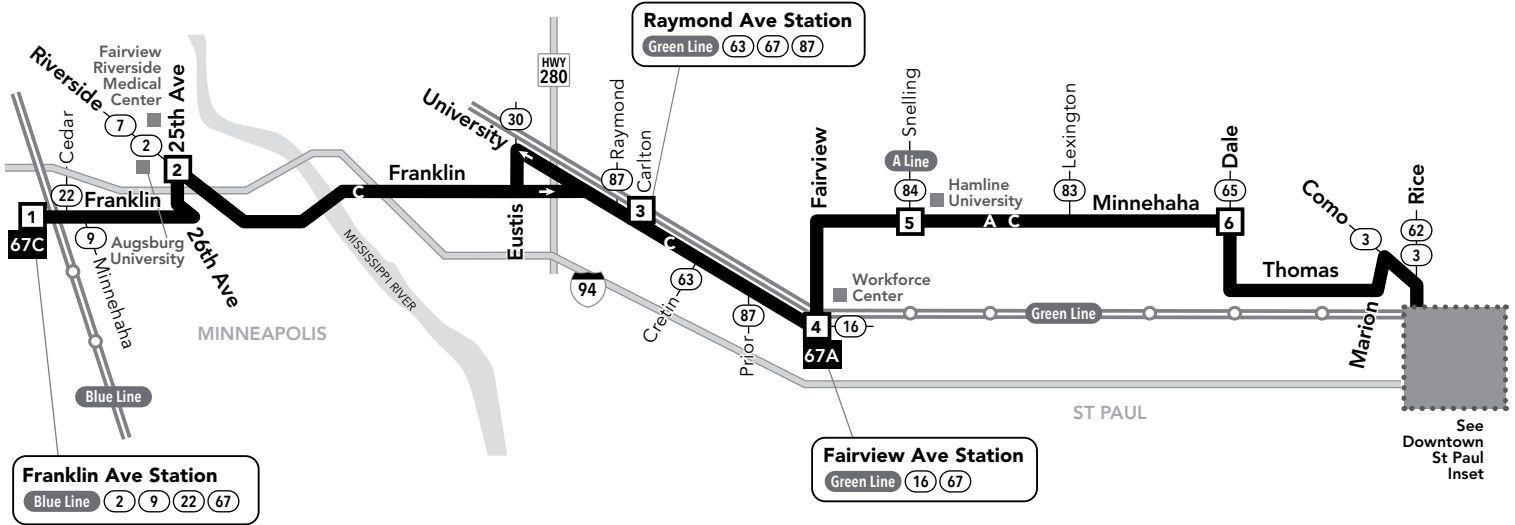 Raymond Ave Station
Green Line 63 67 87
Fairview
Riverside
Medical
Center
Riverside
7
2
25th Ave
Cedar
22
Franklin
1
67C
2
9
Minnehaha
Augsburg
University
26th Ave
MINNEAPOLIS
Blue Line
Franklin Ave Station
Blue Line 2 9 22 67
MISSISSIPPI RIVER
C
Franklin
University
30
HWY
280
Eustis
94
Raymond
87
Carlton
3
C
63
Cretin
87
Prior
Fairview
4
16
67A
Workforce
Center
Fairview Ave Station
Green Line 16 67
Snelling
A Line
84
Hamline
University
5
A C
Lexington
83
Minnehaha
Dale
65
6
Green Line
Thomas
Como
3
Rice
62
3
Marion
ST PAUL
See
Downtown
St Paul
Inset